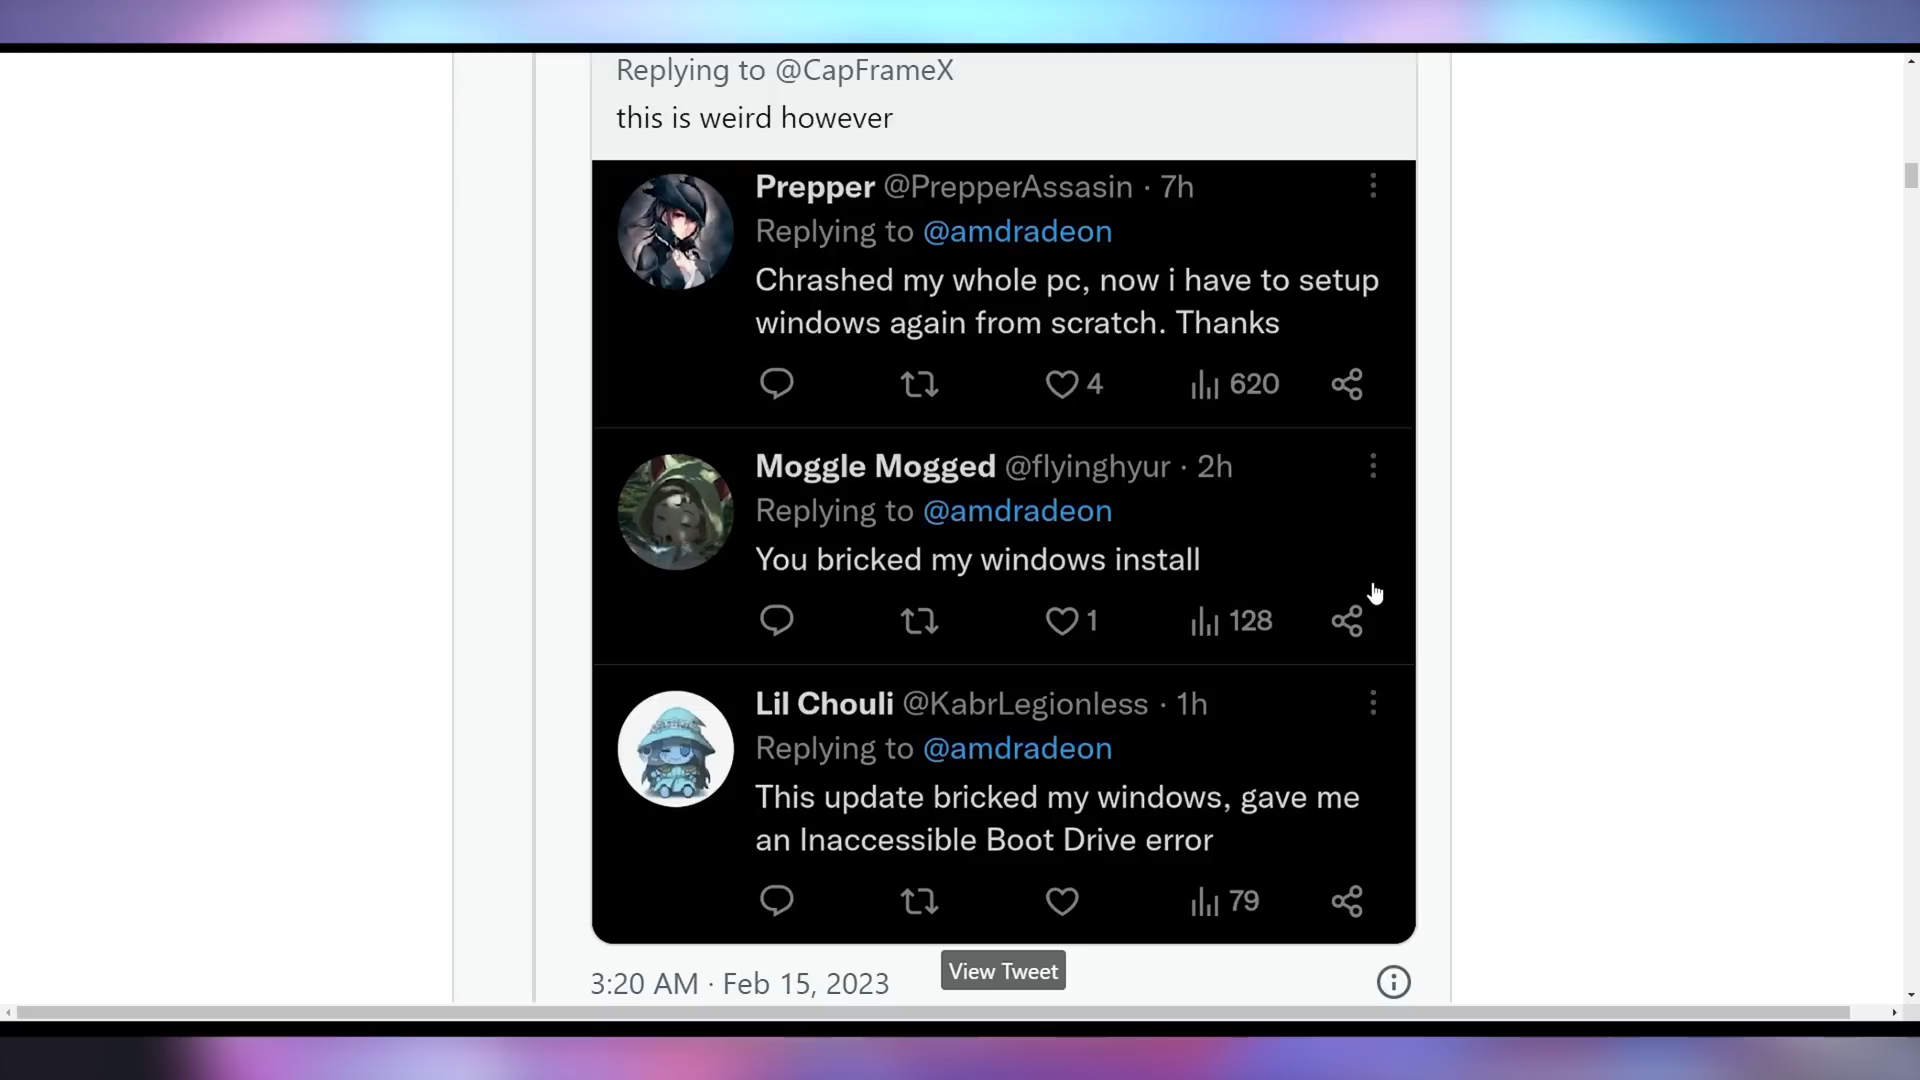 Replying to @CapFrameX
this is weird however
Prepper @PrepperAssasin · 7h
Replying to @amdradeon
Chrashed my whole pc, now i have to setup
windows again from scratch. Thanks
4 620
Moggle Mogged @flyinghyur · 2h
Replying to @amdradeon
You bricked my windows install
1 128
Lil Chouli @KabrLegionless · 1h
Replying to @amdradeon
This update bricked my windows, gave me
an Inaccessible Boot Drive error
79
View Tweet
3:20 AM · Feb 15, 2023